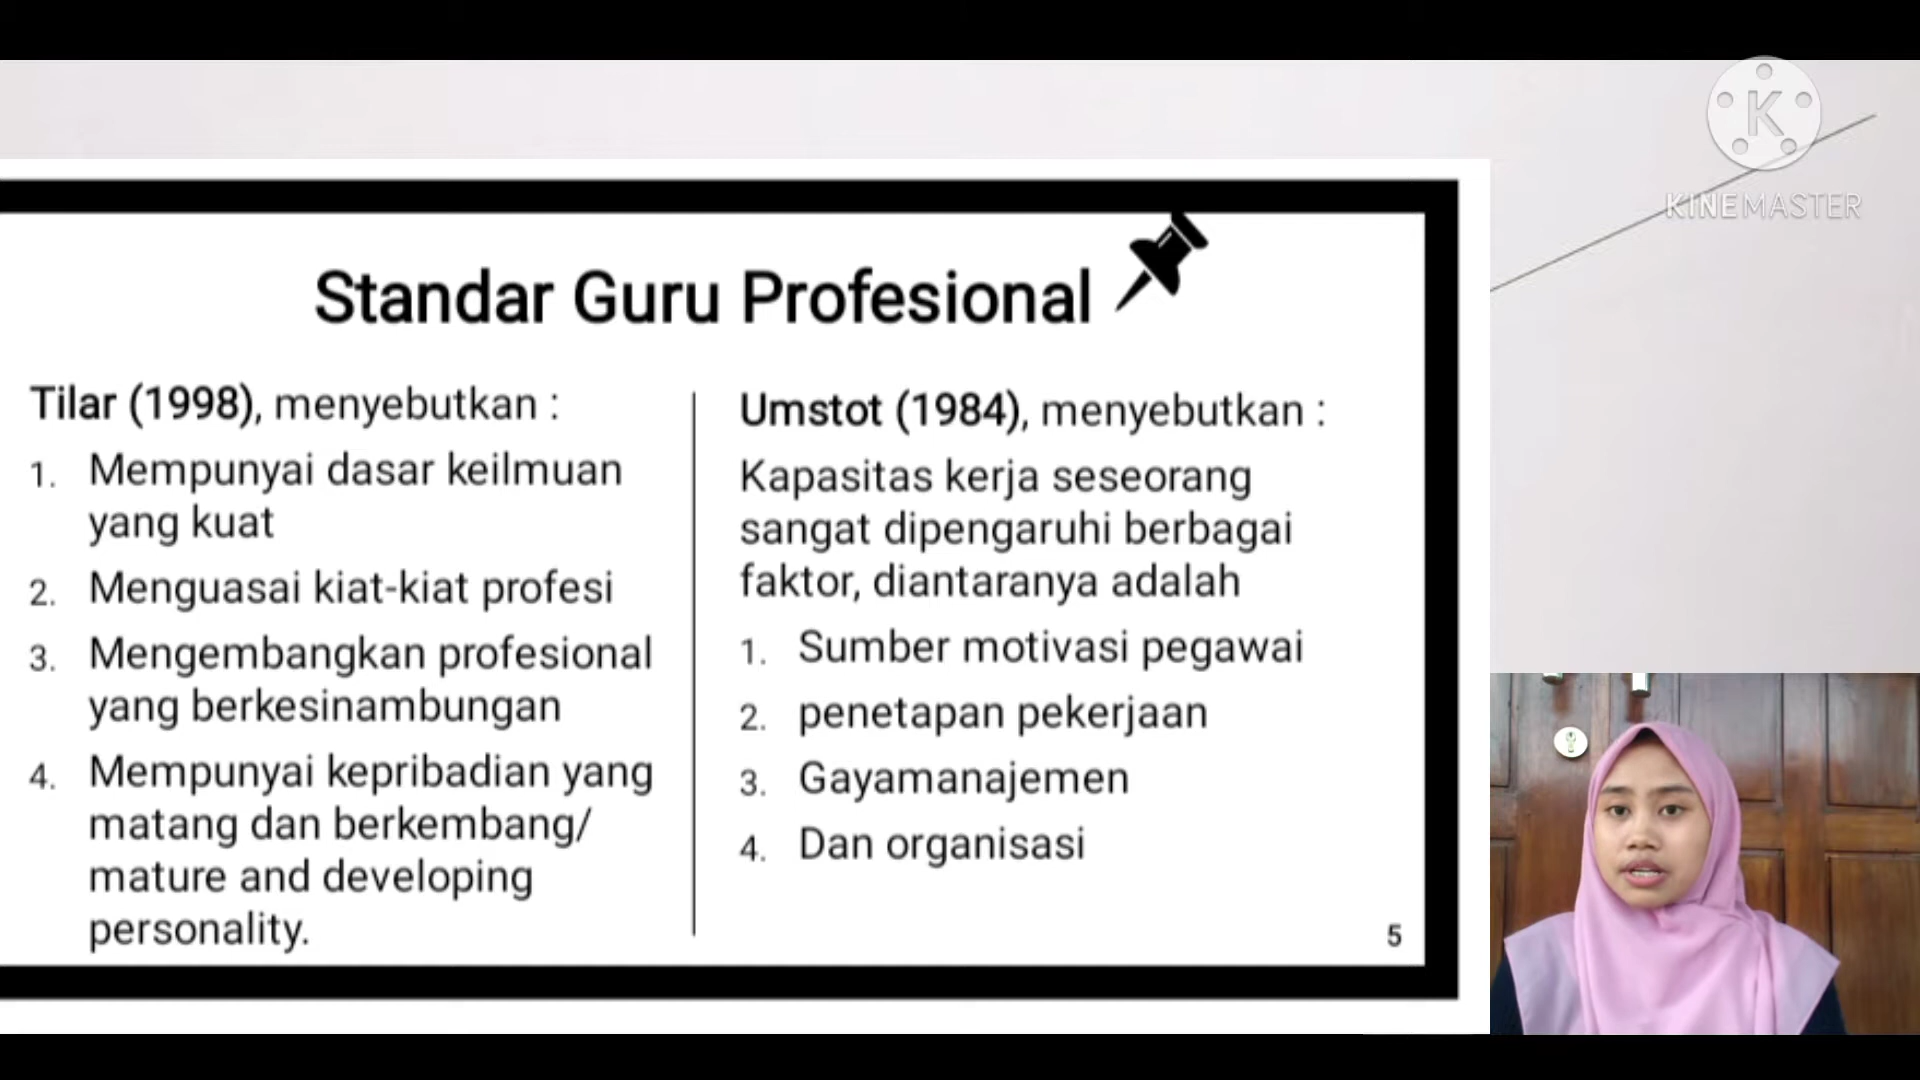 K
KINEMASTER
Standar Guru Profesional
Tilar (1998), menyebutkan :
1. Mempunyai dasar keilmuan
yang kuat
2. Menguasai kiat-kiat profesi
3. Mengembangkan profesional
yang berkesinambungan
4. Mempunyai kepribadian yang
matang dan berkembang/
mature and developing
personality.
Umstot (1984), menyebutkan :
Kapasitas kerja seseorang
sangat dipengaruhi berbagai
faktor, diantaranya adalah
1. Sumber motivasi pegawai
2. penetapan pekerjaan
3. Gayamanajemen
4. Dan organisasi
5